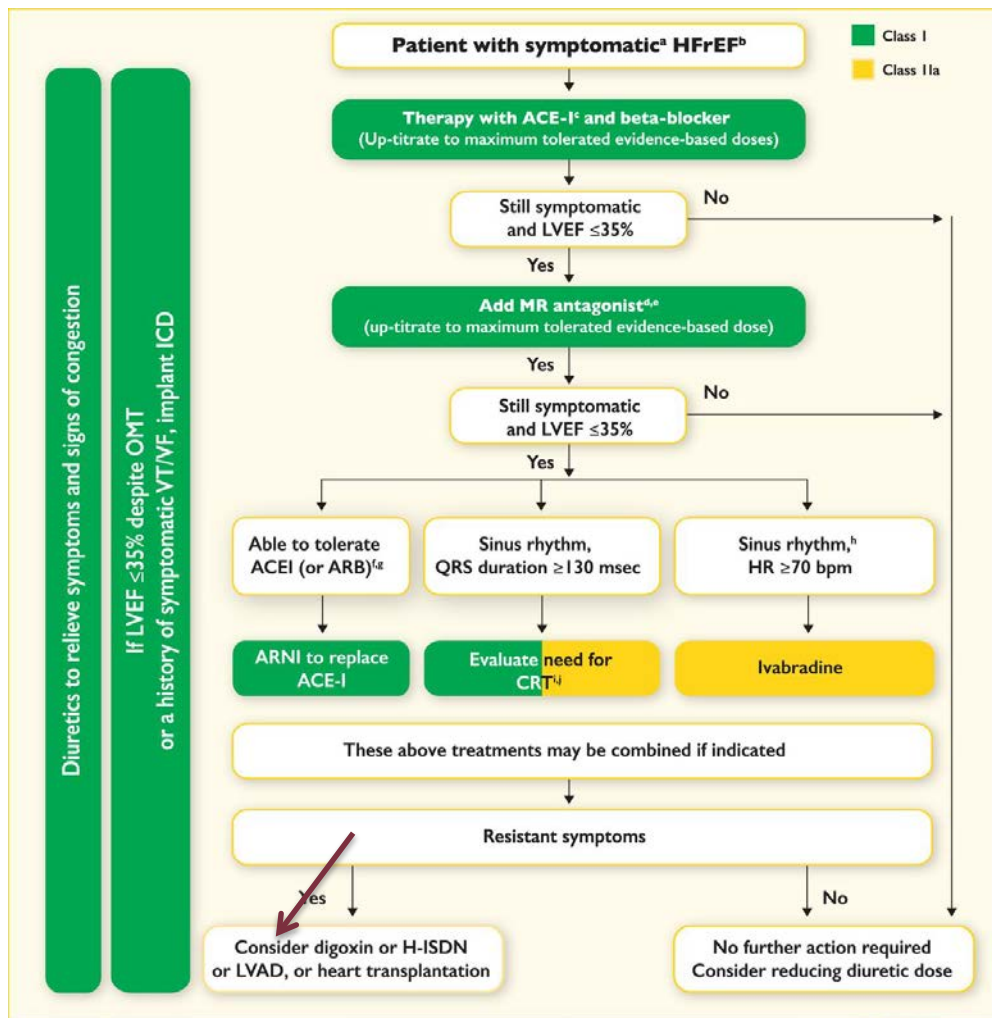 Patient with symptomaticᵃ HFrEFᵇ
Class I
Class IIa
Therapy with ACE-Iᶜ and beta-blocker
(Up-titrate to maximum tolerated evidence-based doses)
Still symptomatic
and LVEF ≤35%
No
Yes
Add MR antagonistᵈ,ᵉ
(up-titrate to maximum tolerated evidence-based dose)
Yes
Still symptomatic
and LVEF ≤35%
No
Yes
Able to tolerate
ACEI (or ARB)ᶠ,ᵍ
Sinus rhythm,
QRS duration ≥130 msec
Sinus rhythm,ʰ
HR ≥70 bpm
ARNI to replace
ACE-I
Evaluate need for
CRTⁱ,ʲ
Ivabradine
These above treatments may be combined if indicated
Resistant symptoms
Yes
No
Consider digoxin or H-ISDN
or LVAD, or heart transplantation
No further action required
Consider reducing diuretic dose
Diuretics to relieve symptoms and signs of congestion
If LVEF ≤35% despite OMT
or a history of symptomatic VT/VF, implant ICD